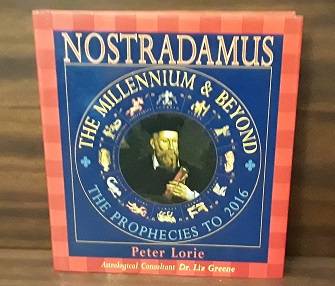 NOSTRADAMUS
THE MILLENNIUM & BEYOND
THE PROPHECIES TO 2016
Peter Lorie
Astrological Consultant Dr. Liz Greene